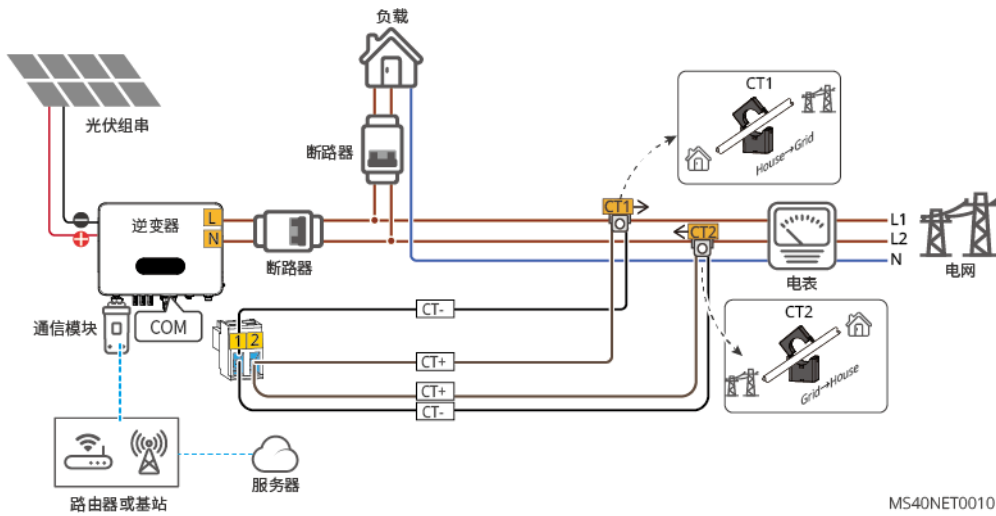 负载
光伏组串
断路器
CT1
House→Grid
逆变器
L
N
断路器
CT1
CT2
L1
L2
N
电表
电网
通信模块
COM
CT-
1 2
CT+
CT+
CT-
CT2
Grid→House
路由器或基站
服务器
MS40NET0010